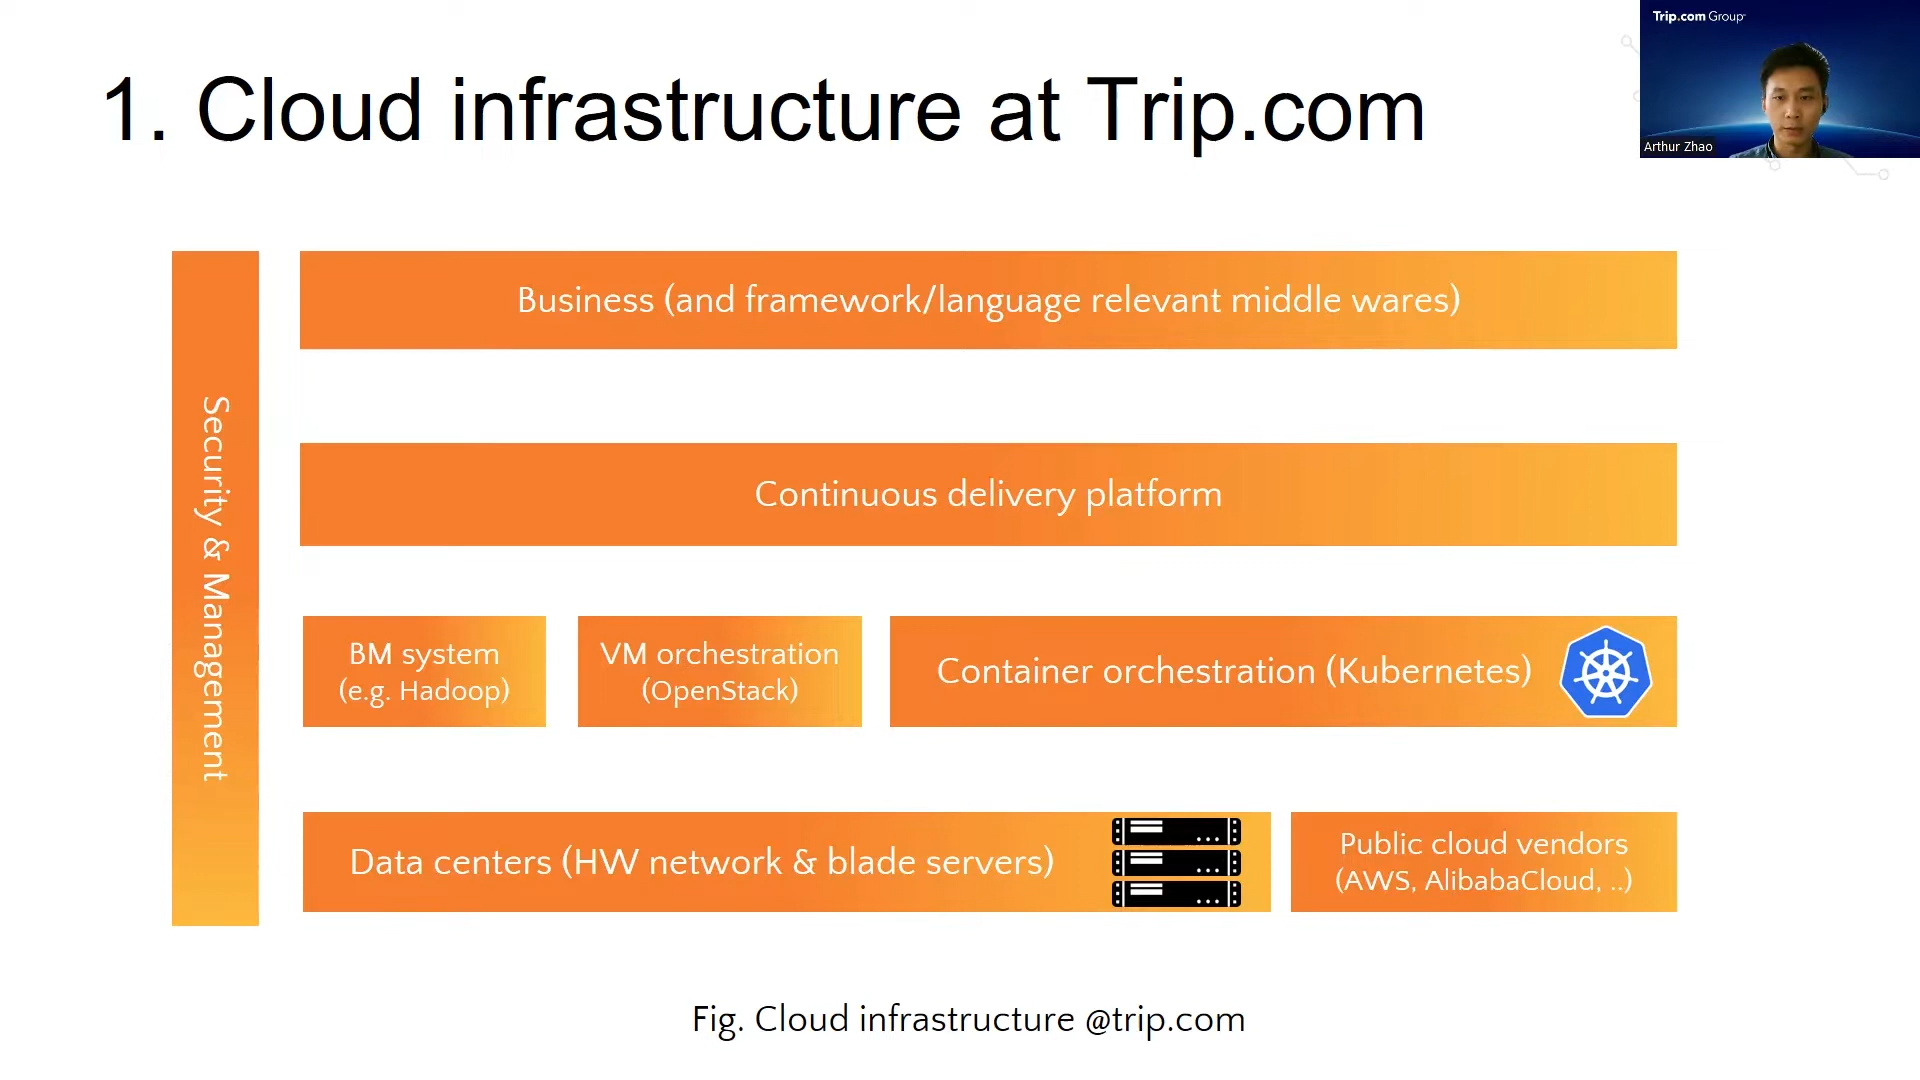 1. Cloud infrastructure at Trip.com
Trip.com Group
Arthur Zhao
Security & Management
Business (and framework/language relevant middle wares)
Continuous delivery platform
BM system
(e.g. Hadoop)
VM orchestration
(OpenStack)
Container orchestration (Kubernetes)
Data centers (HW network & blade servers)
Public cloud vendors
(AWS, AlibabaCloud, ..)
Fig. Cloud infrastructure @trip.com